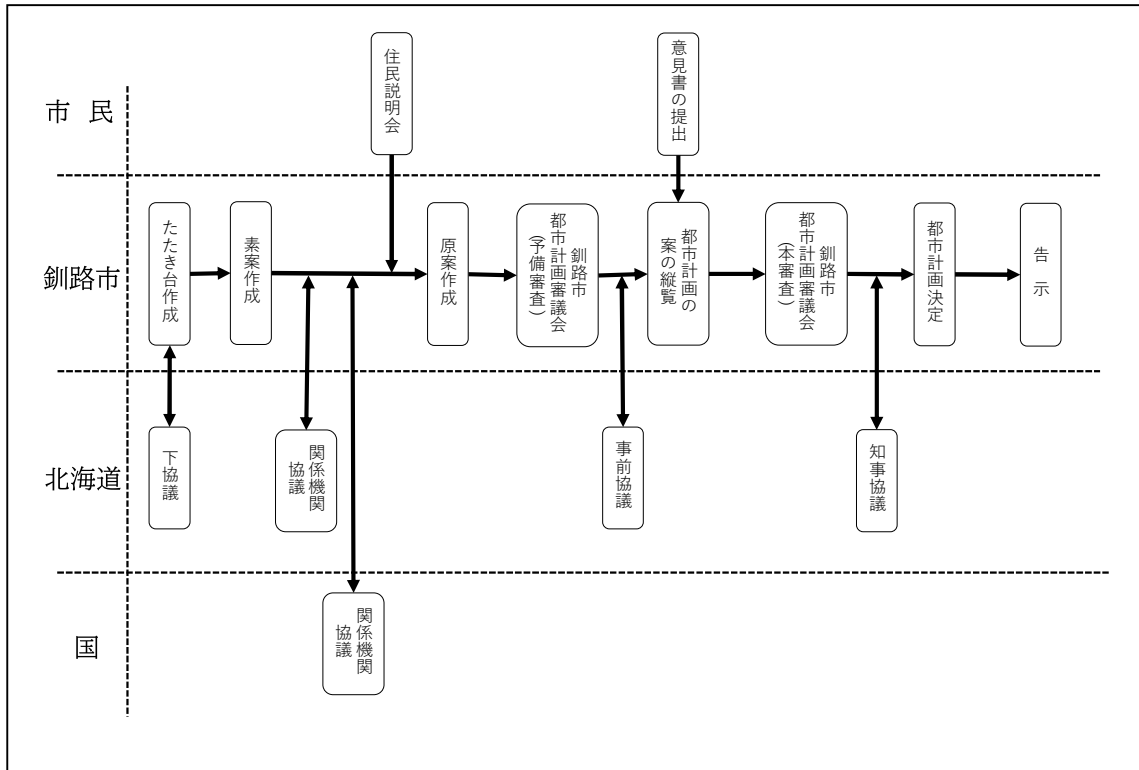 市 民
住民説明会
意見書の提出
釧路市
たたき台作成
素案作成
原案作成
釧路市
都市計画審議会
(予備審査)
都市計画の
案の縦覧
釧路市
都市計画審議会
(本審査)
都市計画決定
告示
北海道
下協議
関係機関
協議
事前協議
知事協議
国
関係機関
協議